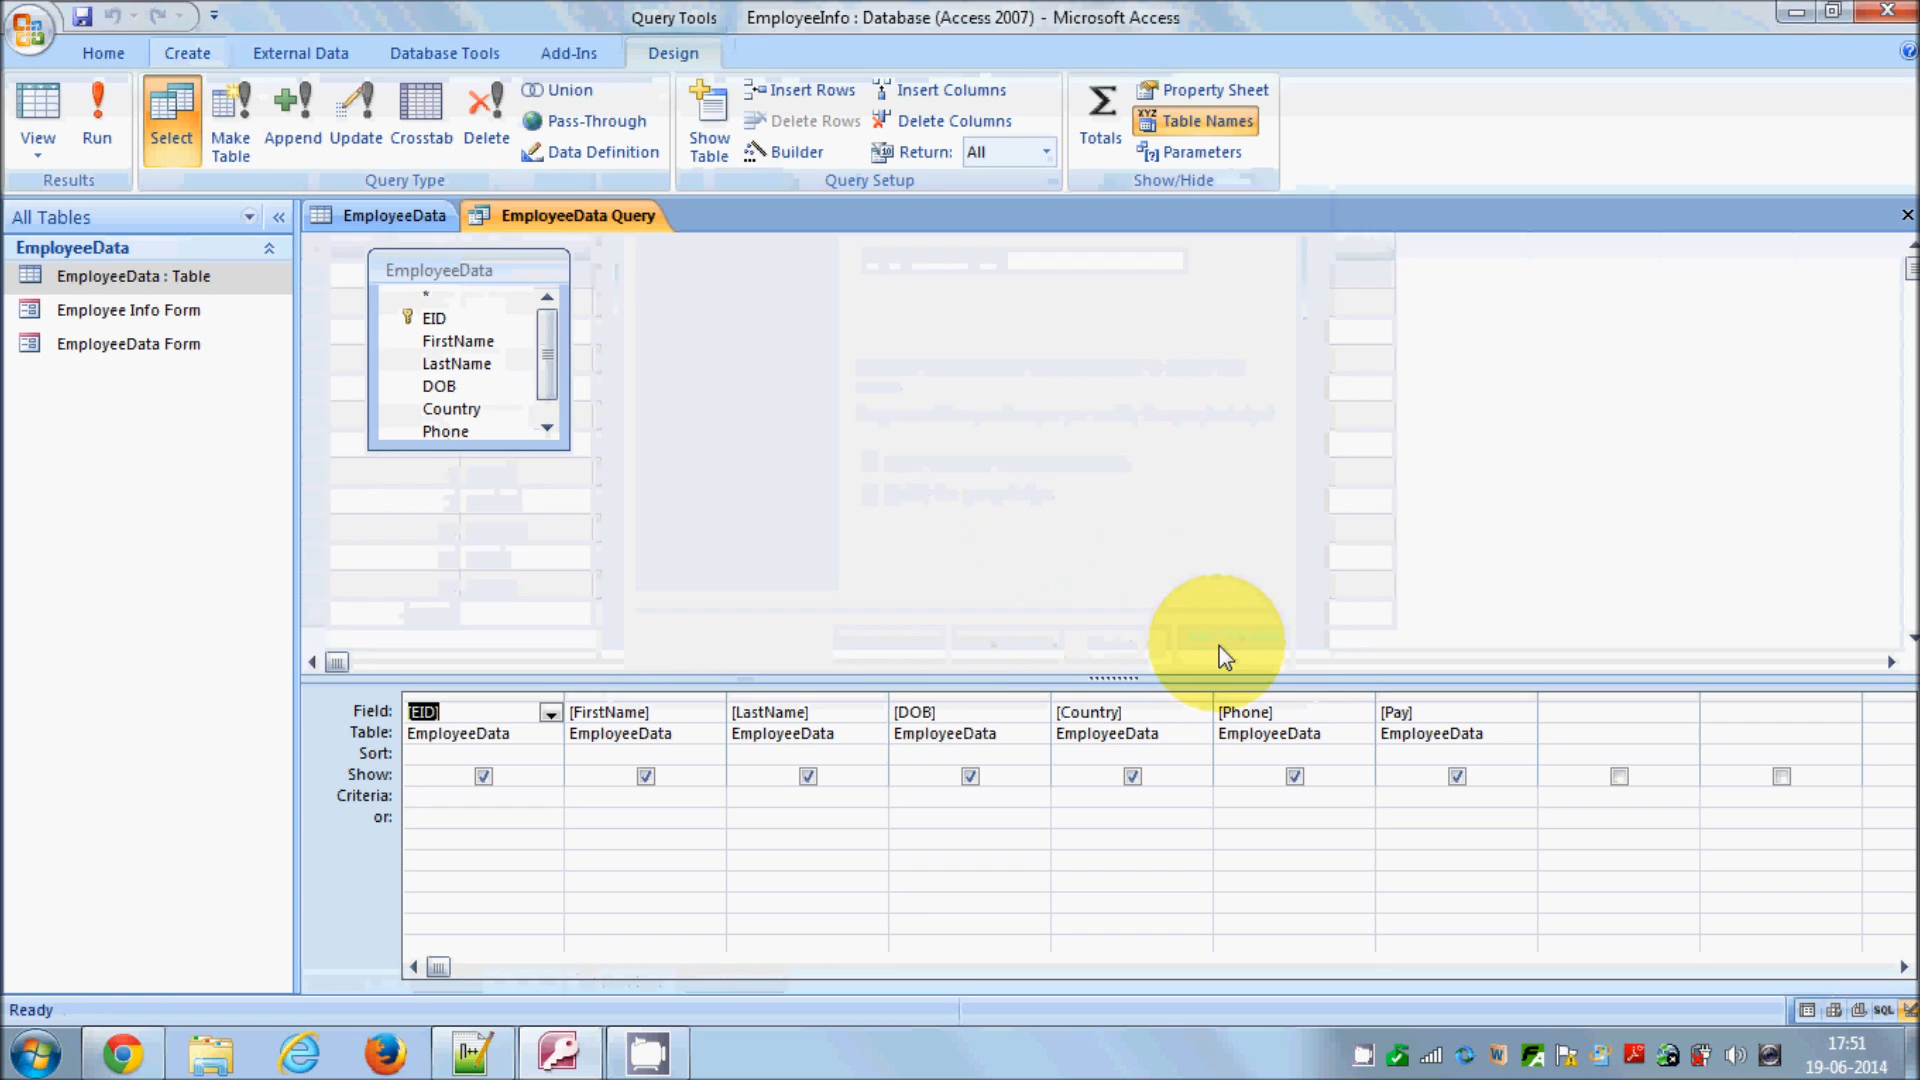 Query Tools EmployeeInfo : Database (Access 2007) - Microsoft Access
Home Create External Data Database Tools Add-Ins Design
View Run Select Make Table Append Update Crosstab Delete Union Pass-Through Data Definition
Show Table Insert Rows Delete Rows Builder Insert Columns Delete Columns Return: All
Totals Property Sheet Table Names Parameters
Results Query Type Query Setup Show/Hide
All Tables EmployeeData EmployeeData Query
EmployeeData
EmployeeData : Table
Employee Info Form
EmployeeData Form
EmployeeData
*
EID
FirstName
LastName
DOB
Country
Phone
Field: [EID] [FirstName] [LastName] [DOB] [Country] [Phone] [Pay]
Table: EmployeeData EmployeeData EmployeeData EmployeeData EmployeeData EmployeeData EmployeeData
Sort:
Show:
Criteria:
or:
Ready SQL
17:51
19-06-2014